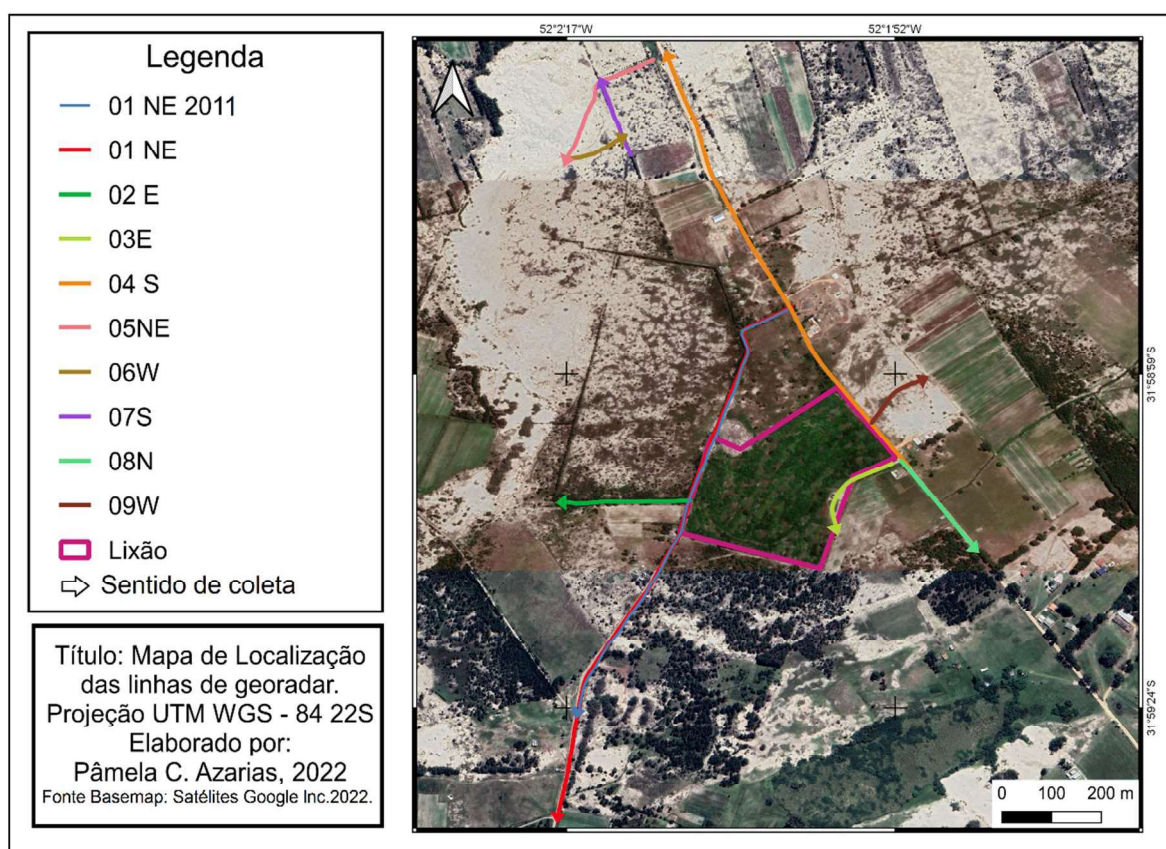 Legenda
01 NE 2011
01 NE
02 E
03E
04 S
05NE
06W
07S
08N
09W
Lixão
Sentido de coleta
Título: Mapa de Localização
das linhas de georadar.
Projeção UTM WGS - 84 22S
Elaborado por:
Pâmela C. Azarias, 2022
Fonte Basemap: Satélites Google Inc.2022.
52°2'17"W
52°1'52"W
31°58'59"S
31°59'24"S
0 100 200 m